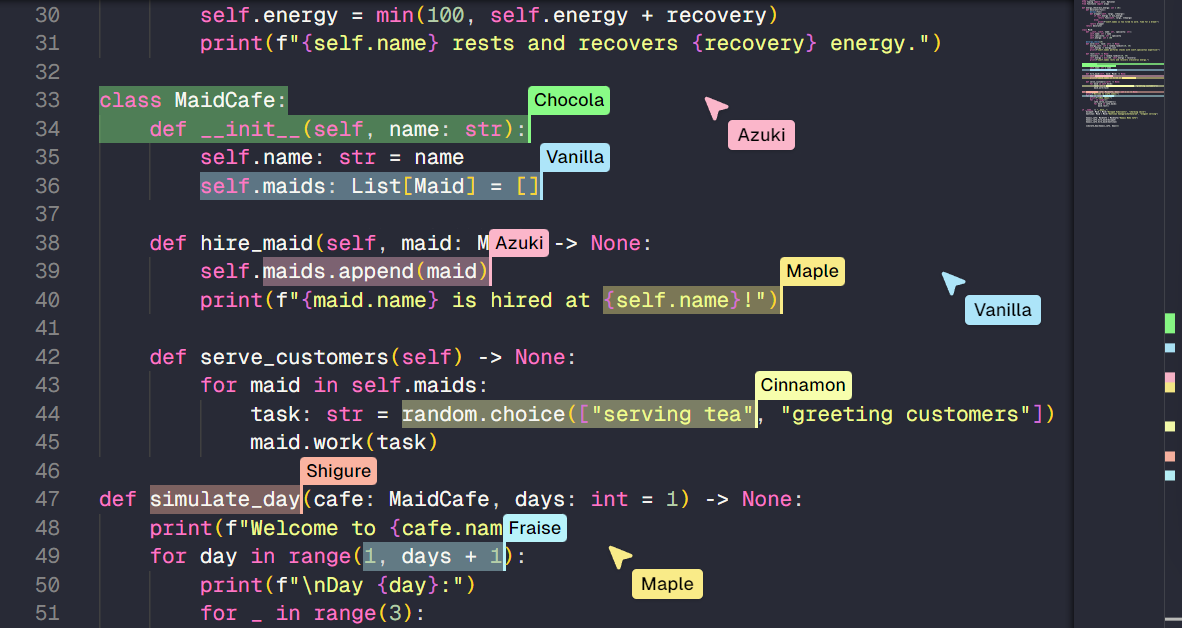 30 self.energy = min(100, self.energy + recovery)
31 print(f"{self.name} rests and recovers {recovery} energy.")
32
33 class MaidCafe:
Chocola
34 def __init__(self, name: str):
Azuki
35 self.name: str = name
Vanilla
36 self.maids: List[Maid] = []
37
38 def hire_maid(self, maid: M
Azuki
-> None:
39 self.maids.append(maid)
Maple
40 print(f"{maid.name} is hired at {self.name}!")
Vanilla
41
42 def serve_customers(self) -> None:
43 for maid in self.maids:
Cinnamon
44 task: str = random.choice(["serving tea", "greeting customers"])
45 maid.work(task)
46
Shigure
47 def simulate_day(cafe: MaidCafe, days: int = 1) -> None:
48 print(f"Welcome to {cafe.nam
Fraise
49 for day in range(1, days + 1):
50 print(f"\nDay {day}:")
Maple
51 for _ in range(3):